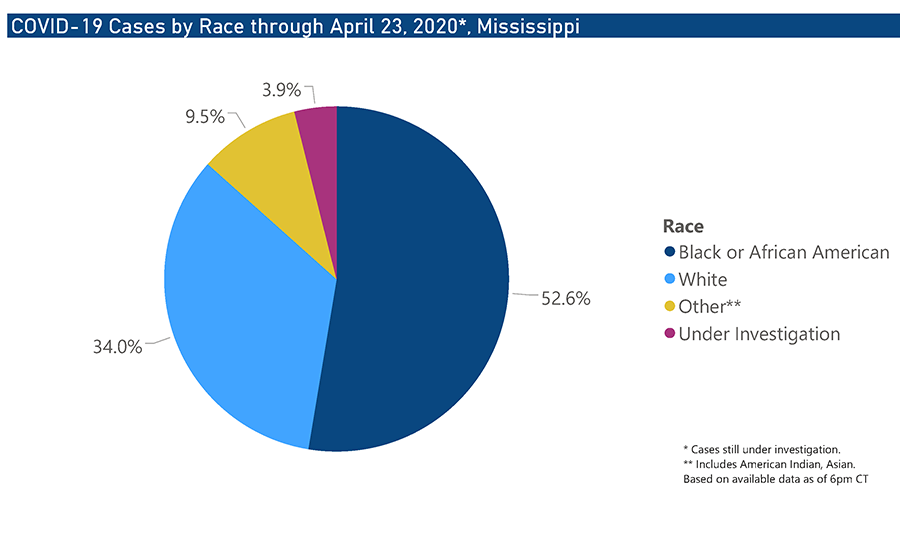 COVID-19 Cases by Race through April 23, 2020*, Mississippi
3.9%
9.5%
52.6%
34.0%
Race
Black or African American
White
Other**
Under Investigation
* Cases still under investigation.
** Includes American Indian, Asian.
Based on available data as of 6pm CT